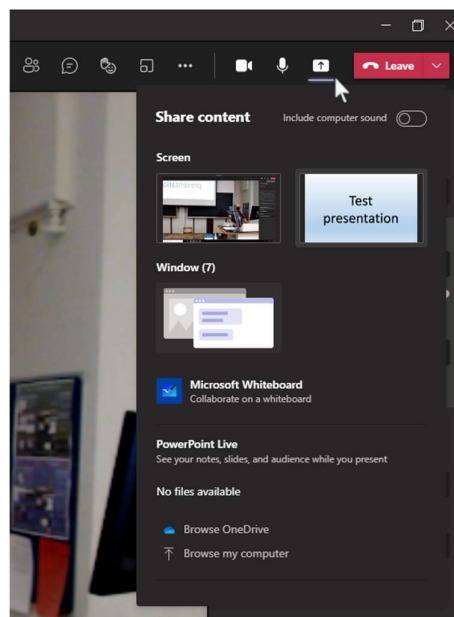 Leave
Share content
Include computer sound
Screen
Test
presentation
Window (7)
Microsoft Whiteboard
Collaborate on a whiteboard
PowerPoint Live
See your notes, slides, and audience while you present
No files available
Browse OneDrive
Browse my computer